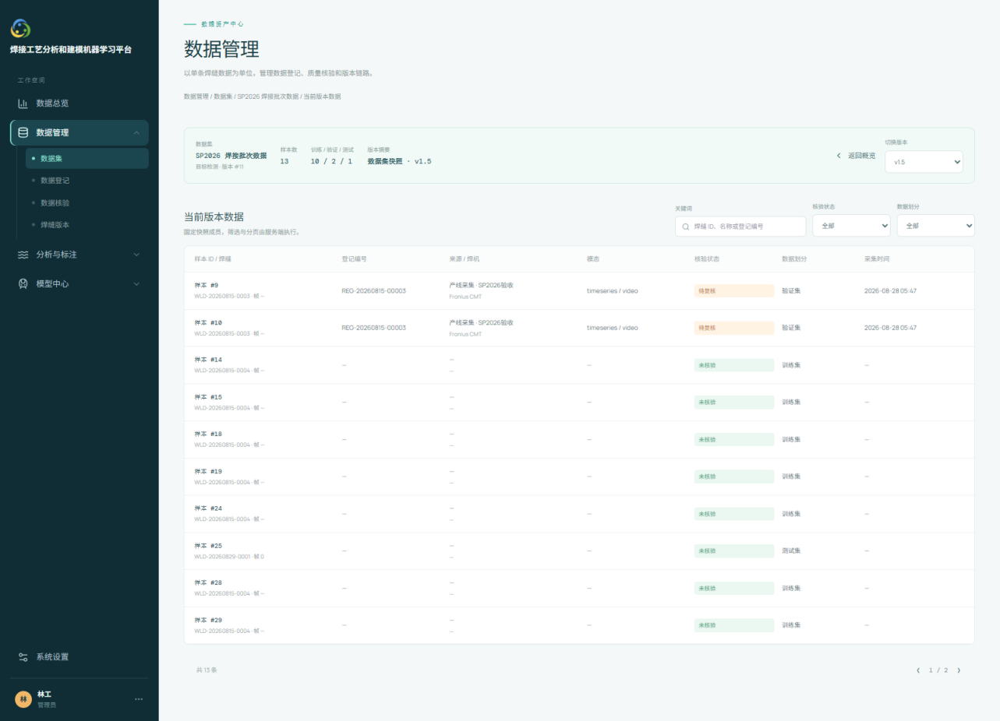 焊接工艺分析和建模机器学习平台
工作空间
数据总览
数据管理
数据集
数据登记
数据核验
焊缝版本
分析与标注
模型中心
系统设置
林
林工
管理员
数据资产中心
数据管理
以单条焊缝数据为单位，管理数据登记、质量核验和版本链路。
数据管理 / 数据集 / SP2026 焊接批次数据 / 当前版本数据
数据集
SP2026 焊接批次数据
目标检测 · 版本 #11
样本数
13
训练 / 验证 / 测试
10 / 2 / 1
版本摘要
数据集快照 · v1.5
返回概览
切换版本
v1.5
当前版本数据
固定快照成员，筛选与分页由服务端执行。
关键词
焊缝 ID、名称或登记编号
核验状态
全部
数据划分
全部
样本 ID / 焊缝 登记编号 来源 / 焊机 模态 核验状态 数据划分 采集时间
样本 #9
WLD-20260815-0003 · 帧 —
REG-20260815-00003
产线采集 · SP2026验收
Fronius CMT
timeseries / video
待复核
验证集
2026-08-28 05:47
样本 #10
WLD-20260815-0003 · 帧 —
REG-20260815-00003
产线采集 · SP2026验收
Fronius CMT
timeseries / video
待复核
验证集
2026-08-28 05:47
样本 #14
WLD-20260815-0004 · 帧 —
—
—
—
—
未核验
训练集
—
样本 #15
WLD-20260815-0004 · 帧 —
—
—
—
—
未核验
训练集
—
样本 #18
WLD-20260815-0004 · 帧 —
—
—
—
—
未核验
训练集
—
样本 #19
WLD-20260815-0004 · 帧 —
—
—
—
—
未核验
训练集
—
样本 #24
WLD-20260815-0004 · 帧 —
—
—
—
—
未核验
训练集
—
样本 #25
WLD-20260829-0001 · 帧 0
—
—
—
—
未核验
测试集
—
样本 #28
WLD-20260815-0004 · 帧 —
—
—
—
—
未核验
训练集
—
样本 #29
WLD-20260815-0004 · 帧 —
—
—
—
—
未核验
训练集
—
共 13 条
1 / 2